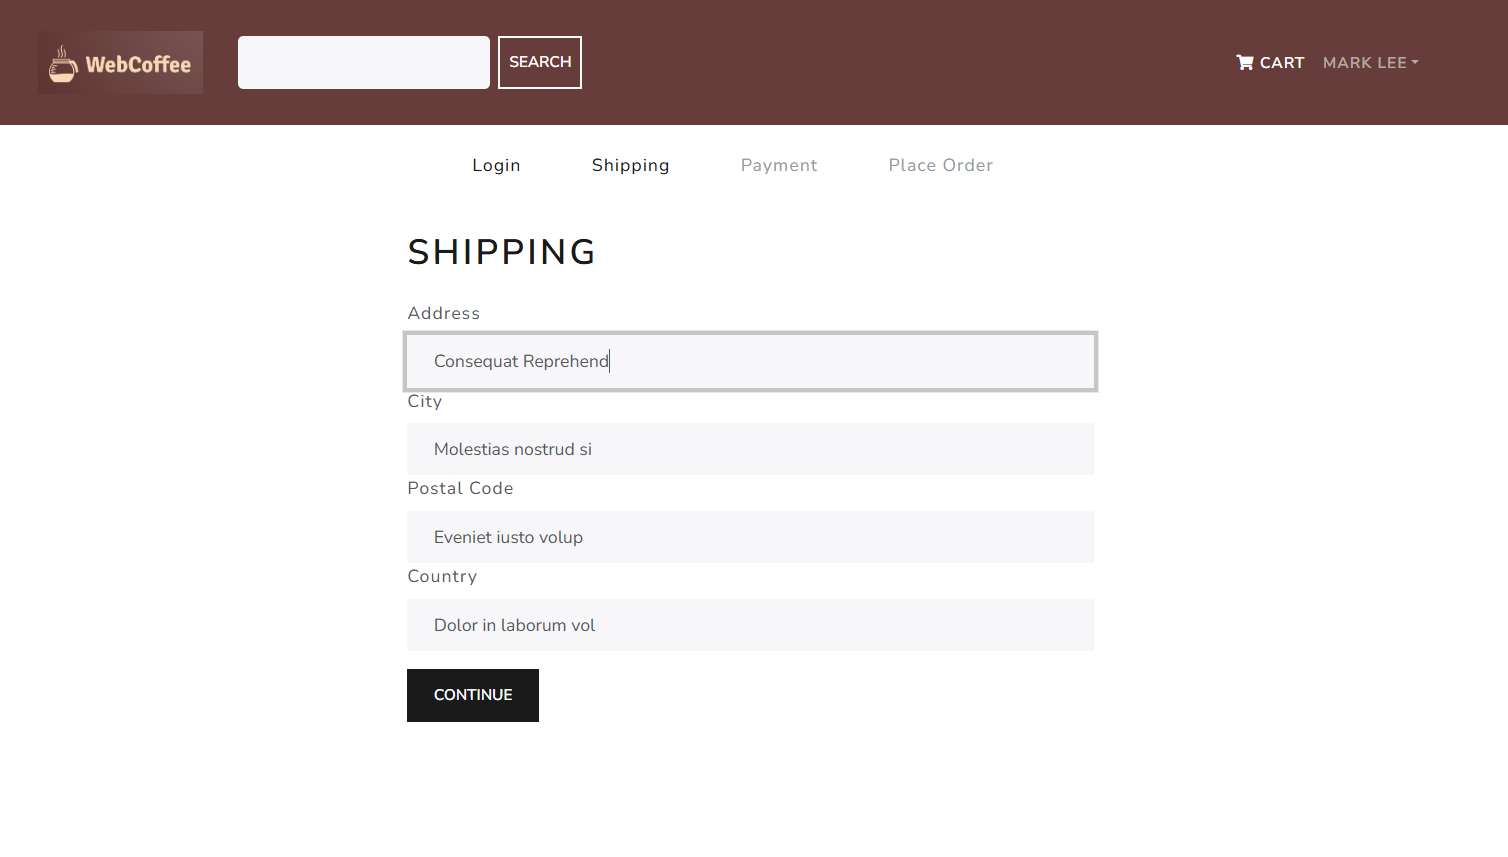 WebCoffee
SEARCH
CART
MARK LEE
Login
Shipping
Payment
Place Order
SHIPPING
Address
Consequat Reprehend
City
Molestias nostrud si
Postal Code
Eveniet iusto volup
Country
Dolor in laborum vol
CONTINUE